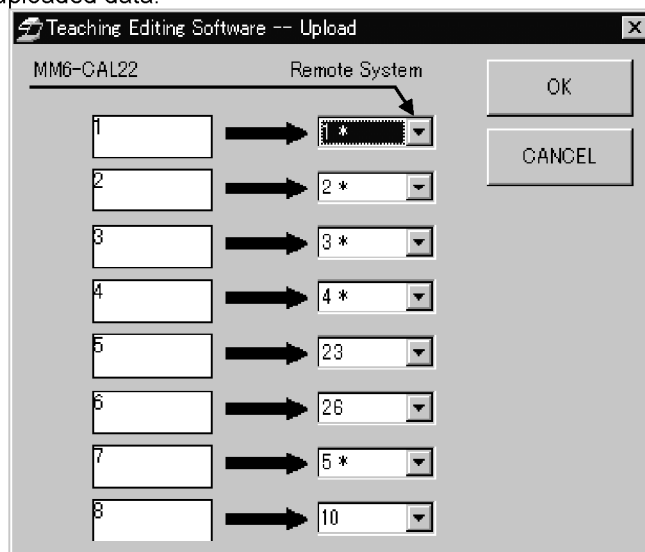 uploaded data.
Teaching Editing Software -- Upload
MM6-CAL22 Remote System
OK
1 1 *
CANCEL
2 2 *
3 3 *
4 4 *
5 23
6 26
7 5 *
8 10